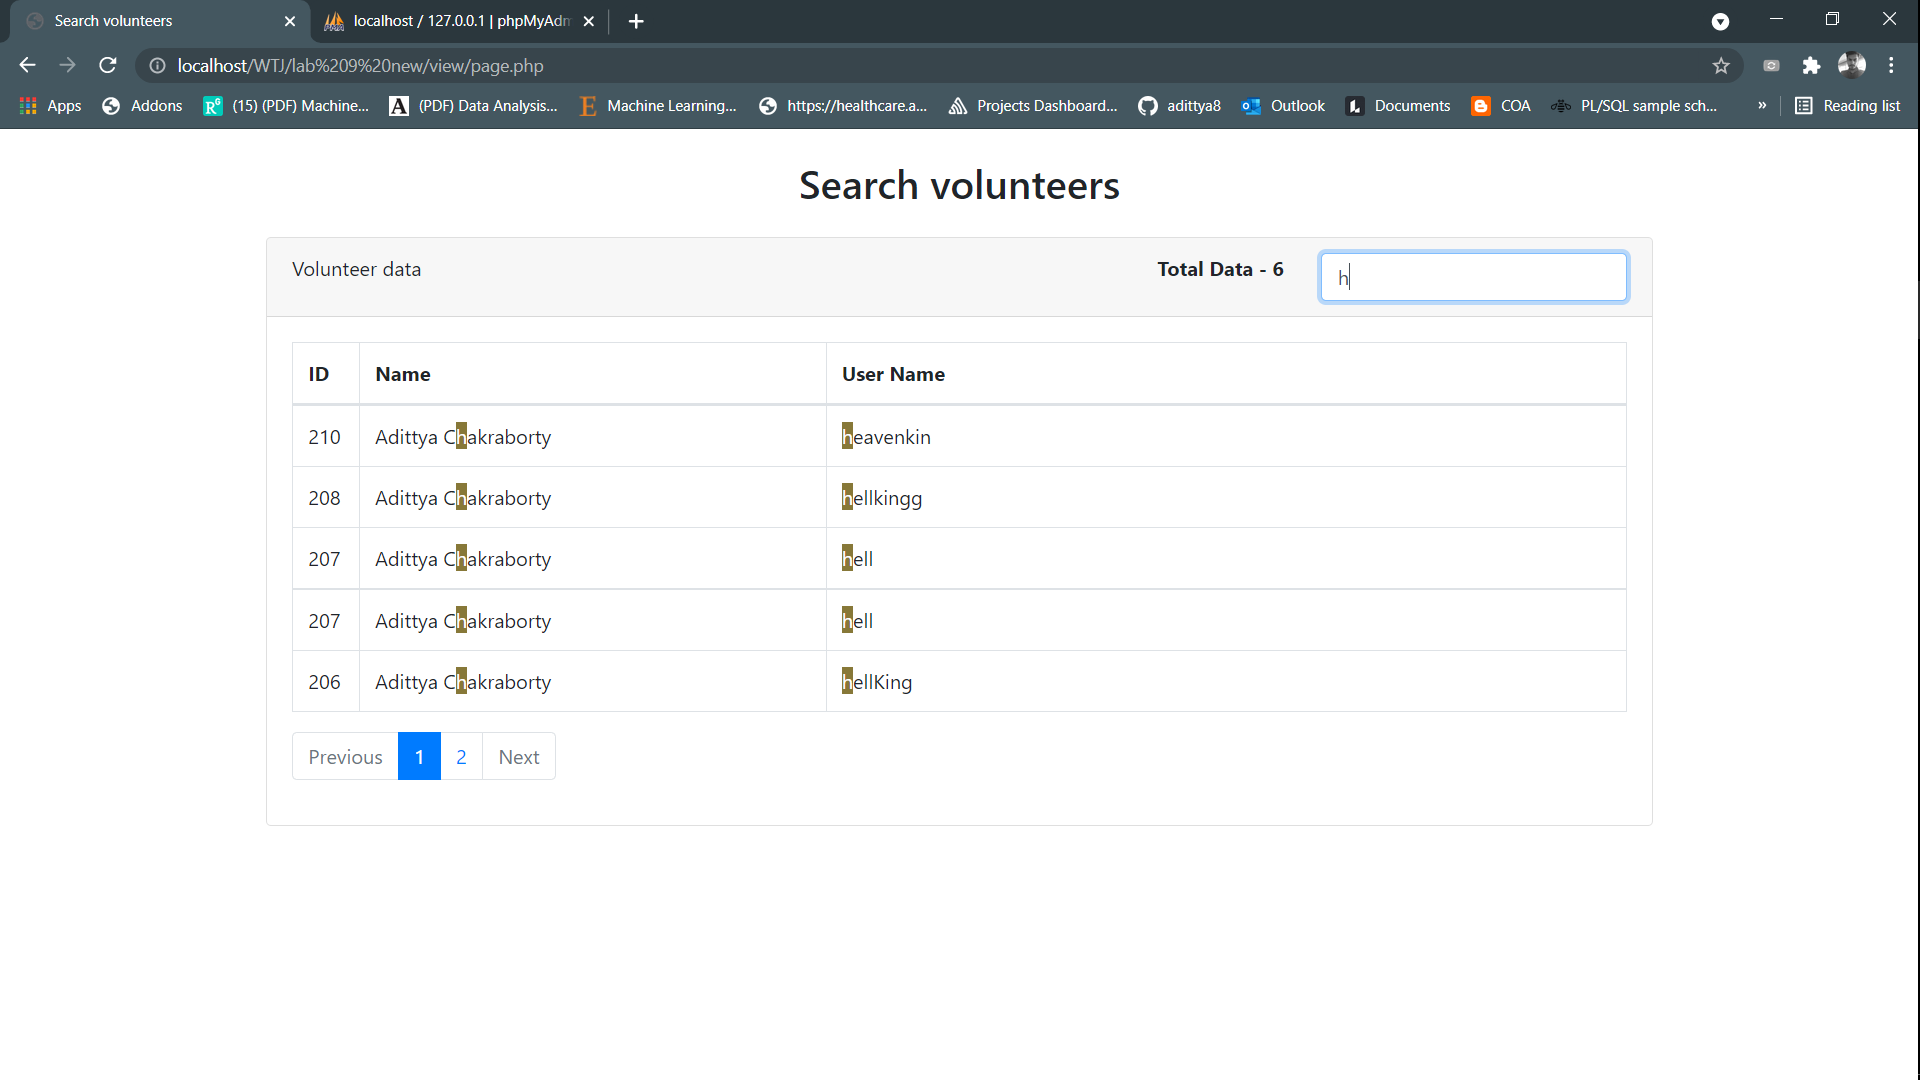 Search volunteers
localhost / 127.0.0.1 | phpMyAdm
localhost/WTJ/lab%209%20new/view/page.php
Apps
Addons
(15) (PDF) Machine...
(PDF) Data Analysis...
Machine Learning...
https://healthcare.a...
Projects Dashboard...
adittya8
Outlook
Documents
COA
PL/SQL sample sch...
»
Reading list
Search volunteers
Volunteer data
Total Data - 6
h
ID Name User Name
210 Adittya Chakraborty heavenkin
208 Adittya Chakraborty hellkingg
207 Adittya Chakraborty hell
207 Adittya Chakraborty hell
206 Adittya Chakraborty hellKing
Previous 1 2 Next